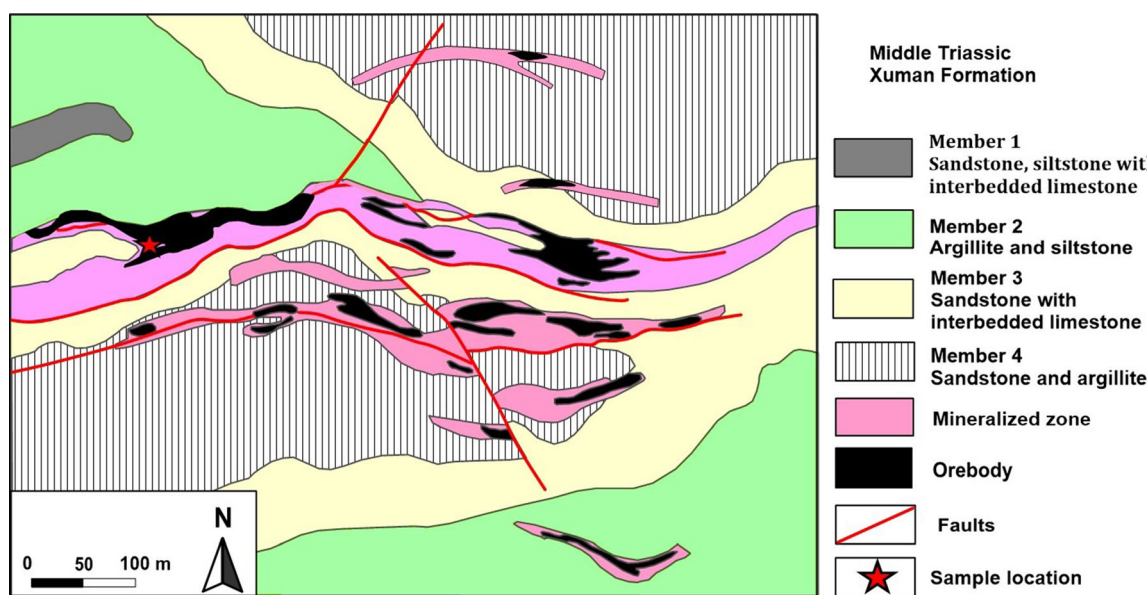 Middle Triassic
Xuman Formation
Member 1
Sandstone, siltstone wit
interbedded limestone
Member 2
Argillite and siltstone
Member 3
Sandstone with
interbedded limestone
Member 4
Sandstone and argillite
Mineralized zone
Orebody
Faults
Sample location
N
0 50 100 m